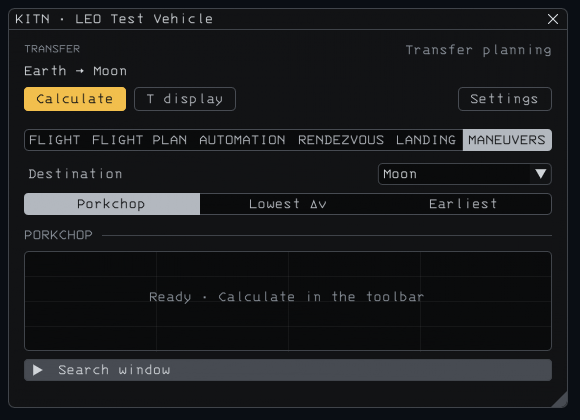 KITN · LEO Test Vehicle
TRANSFER
Transfer planning
Earth → Moon
Calculate
T display
Settings
FLIGHT FLIGHT PLAN AUTOMATION RENDEZVOUS LANDING MANEUVERS
Destination
Moon
Porkchop
Lowest Δv
Earliest
PORKCHOP
Ready · Calculate in the toolbar
Search window